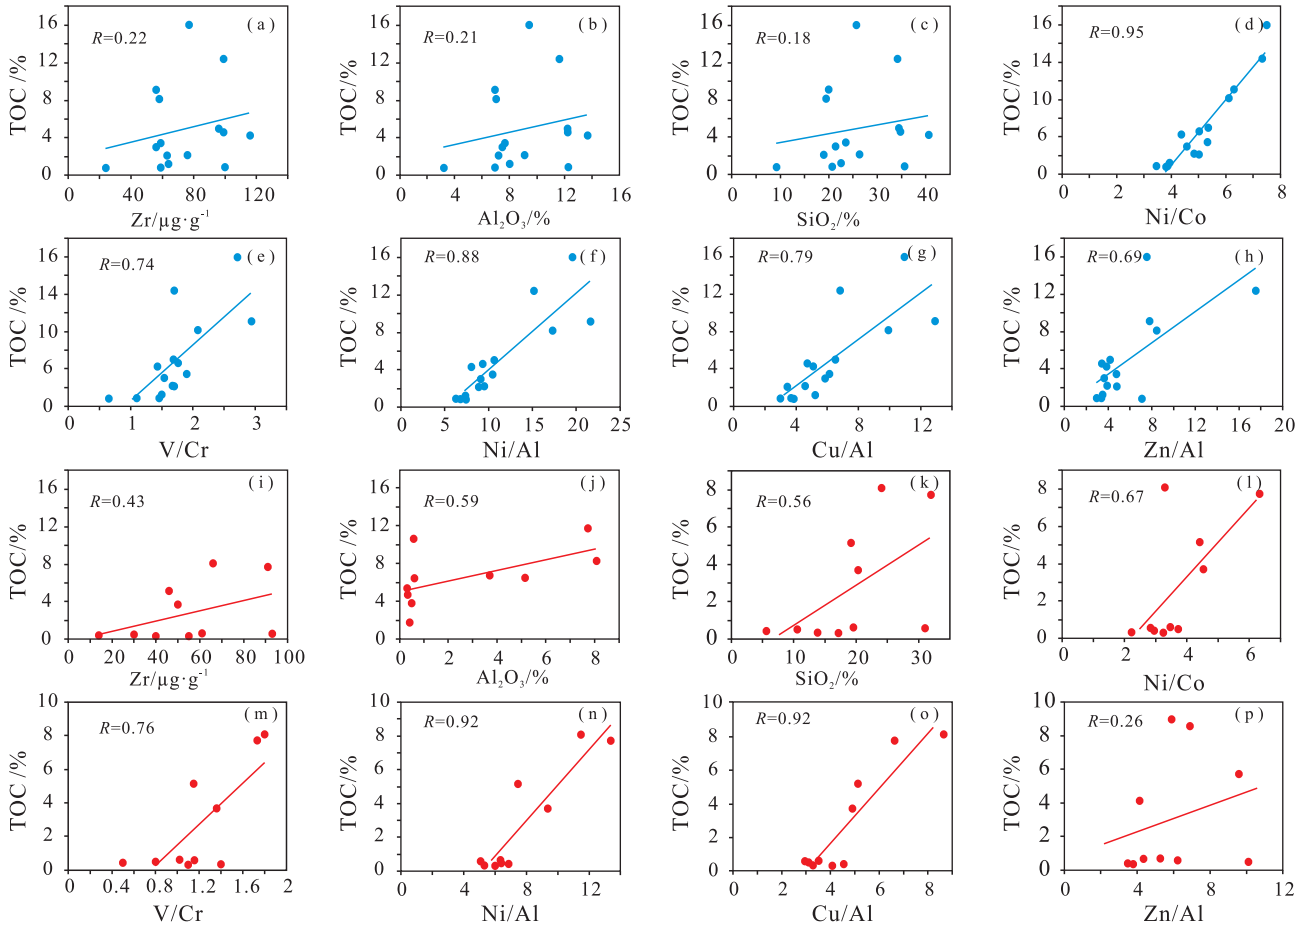 TOC /%
16
12
8
4
0
R=0.22
( a )
0
40
80
120
Zr/μg·g-1
TOC /%
16
12
8
4
0
R=0.21
( b )
0
4
8
12
16
Al2O3/%
TOC/%
16
12
8
4
0
R=0.18
( c )
0
10
20
30
40
SiO2/%
TOC/%
16
10
6
4
0
R=0.95
( d )
0
2
4
6
8
Ni/Co
TOC /%
16
16
10
6
4
0
R=0.74
( e )
0
1
2
3
V/Cr
TOC /%
16
12
8
4
0
R=0.88
( f )
0
5
10
15
20
25
Ni/Al
TOC /%
16
12
8
4
0
R=0.79
( g )
0
4
8
12
Cu/Al
TOC /%
16
12
8
4
0
R=0.69
( h )
0
4
8
12
16
20
Zn/Al
TOC/%
16
12
8
4
0
R=0.43
( i )
0
20
40
60
80
100
Zr/μg·g-1
TOC /%
16
12
8
4
0
R=0.59
( j )
0
2
4
6
8
Al2O3/%
TOC/%
8
6
4
2
0
R=0.56
( k )
0
10
20
30
SiO2/%
TOC/%
8
6
4
2
0
R=0.67
( l )
0
2
4
6
Ni/Co
TOC /%
10
8
6
4
2
0
R=0.76
( m )
0
0.4
0.8
1.2
1.6
2
V/Cr
TOC/%
10
8
6
4
2
0
R=0.92
( n )
0
4
8
12
Ni/Al
TOC/%
10
8
6
4
2
0
R=0.92
( o )
0
2
4
6
8
Cu/Al
TOC/%
10
8
6
4
2
0
R=0.26
( p )
0
4
8
12
Zn/Al